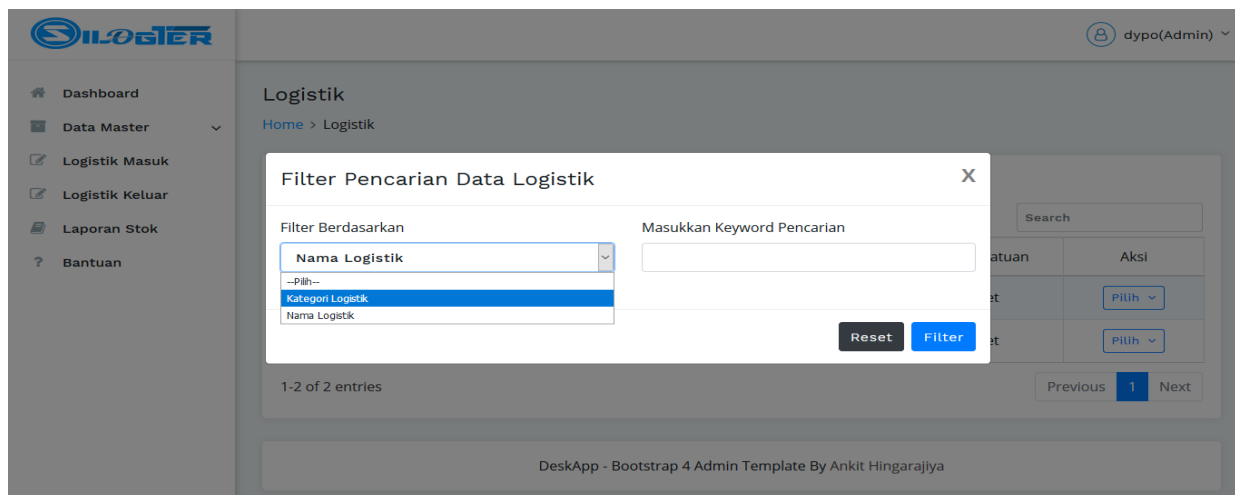 SILOGTER
dypo(Admin)
Dashboard
Data Master
Logistik Masuk
Logistik Keluar
Laporan Stok
? Bantuan
Logistik
Home > Logistik
Filter Pencarian Data Logistik X
Filter Berdasarkan
Nama Logistik
--Pilih--
Kategori Logistik
Nama Logistik
Masukkan Keyword Pencarian
Reset Filter
Search
Aksi
Pilih
Pilih
1-2 of 2 entries
Previous 1 Next
DeskApp - Bootstrap 4 Admin Template By Ankit Hingarajiya